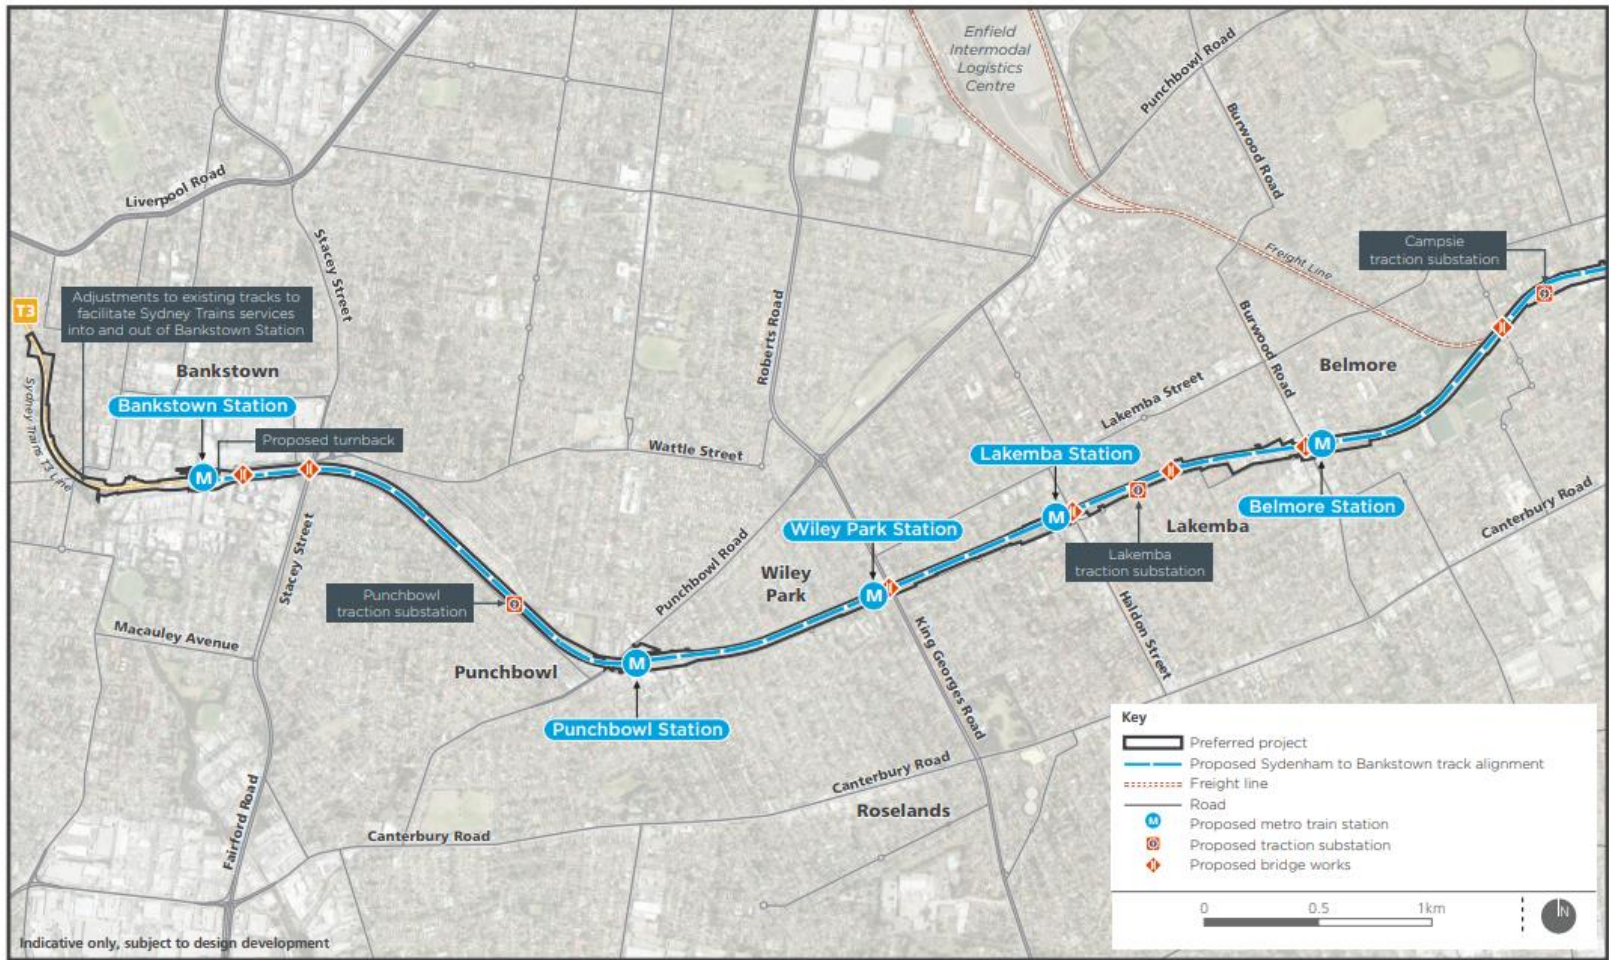 Enfield
Intermodal
Logistics
Centre
Punchbowl Road
Burwood Road
Liverpool Road
Stacey Street
Freight Line
Campsie
traction substation
T3
Adjustments to existing tracks to
facilitate Sydney Trains services
into and out of Bankstown Station
Roberts Road
Burwood Road
Belmore
Bankstown
Sydney Trains T3 Line
Bankstown Station
Lakemba Street
Proposed turnback
Wattle Street
Lakemba Station
M
M
M
Belmore Station
Canterbury Road
Stacey Street
Wiley Park Station
Lakemba
Lakemba
traction substation
Punchbowl Road
Wiley
Park
M
Punchbowl
traction substation
Haldon Street
Macauley Avenue
King Georges Road
Punchbowl
M
Punchbowl Station
Canterbury Road
Roselands
Fairford Road
Canterbury Road
Key
Preferred project
Proposed Sydenham to Bankstown track alignment
Freight line
Road
M
Proposed metro train station
Proposed traction substation
Proposed bridge works
0
0.5
1km
N
Indicative only, subject to design development